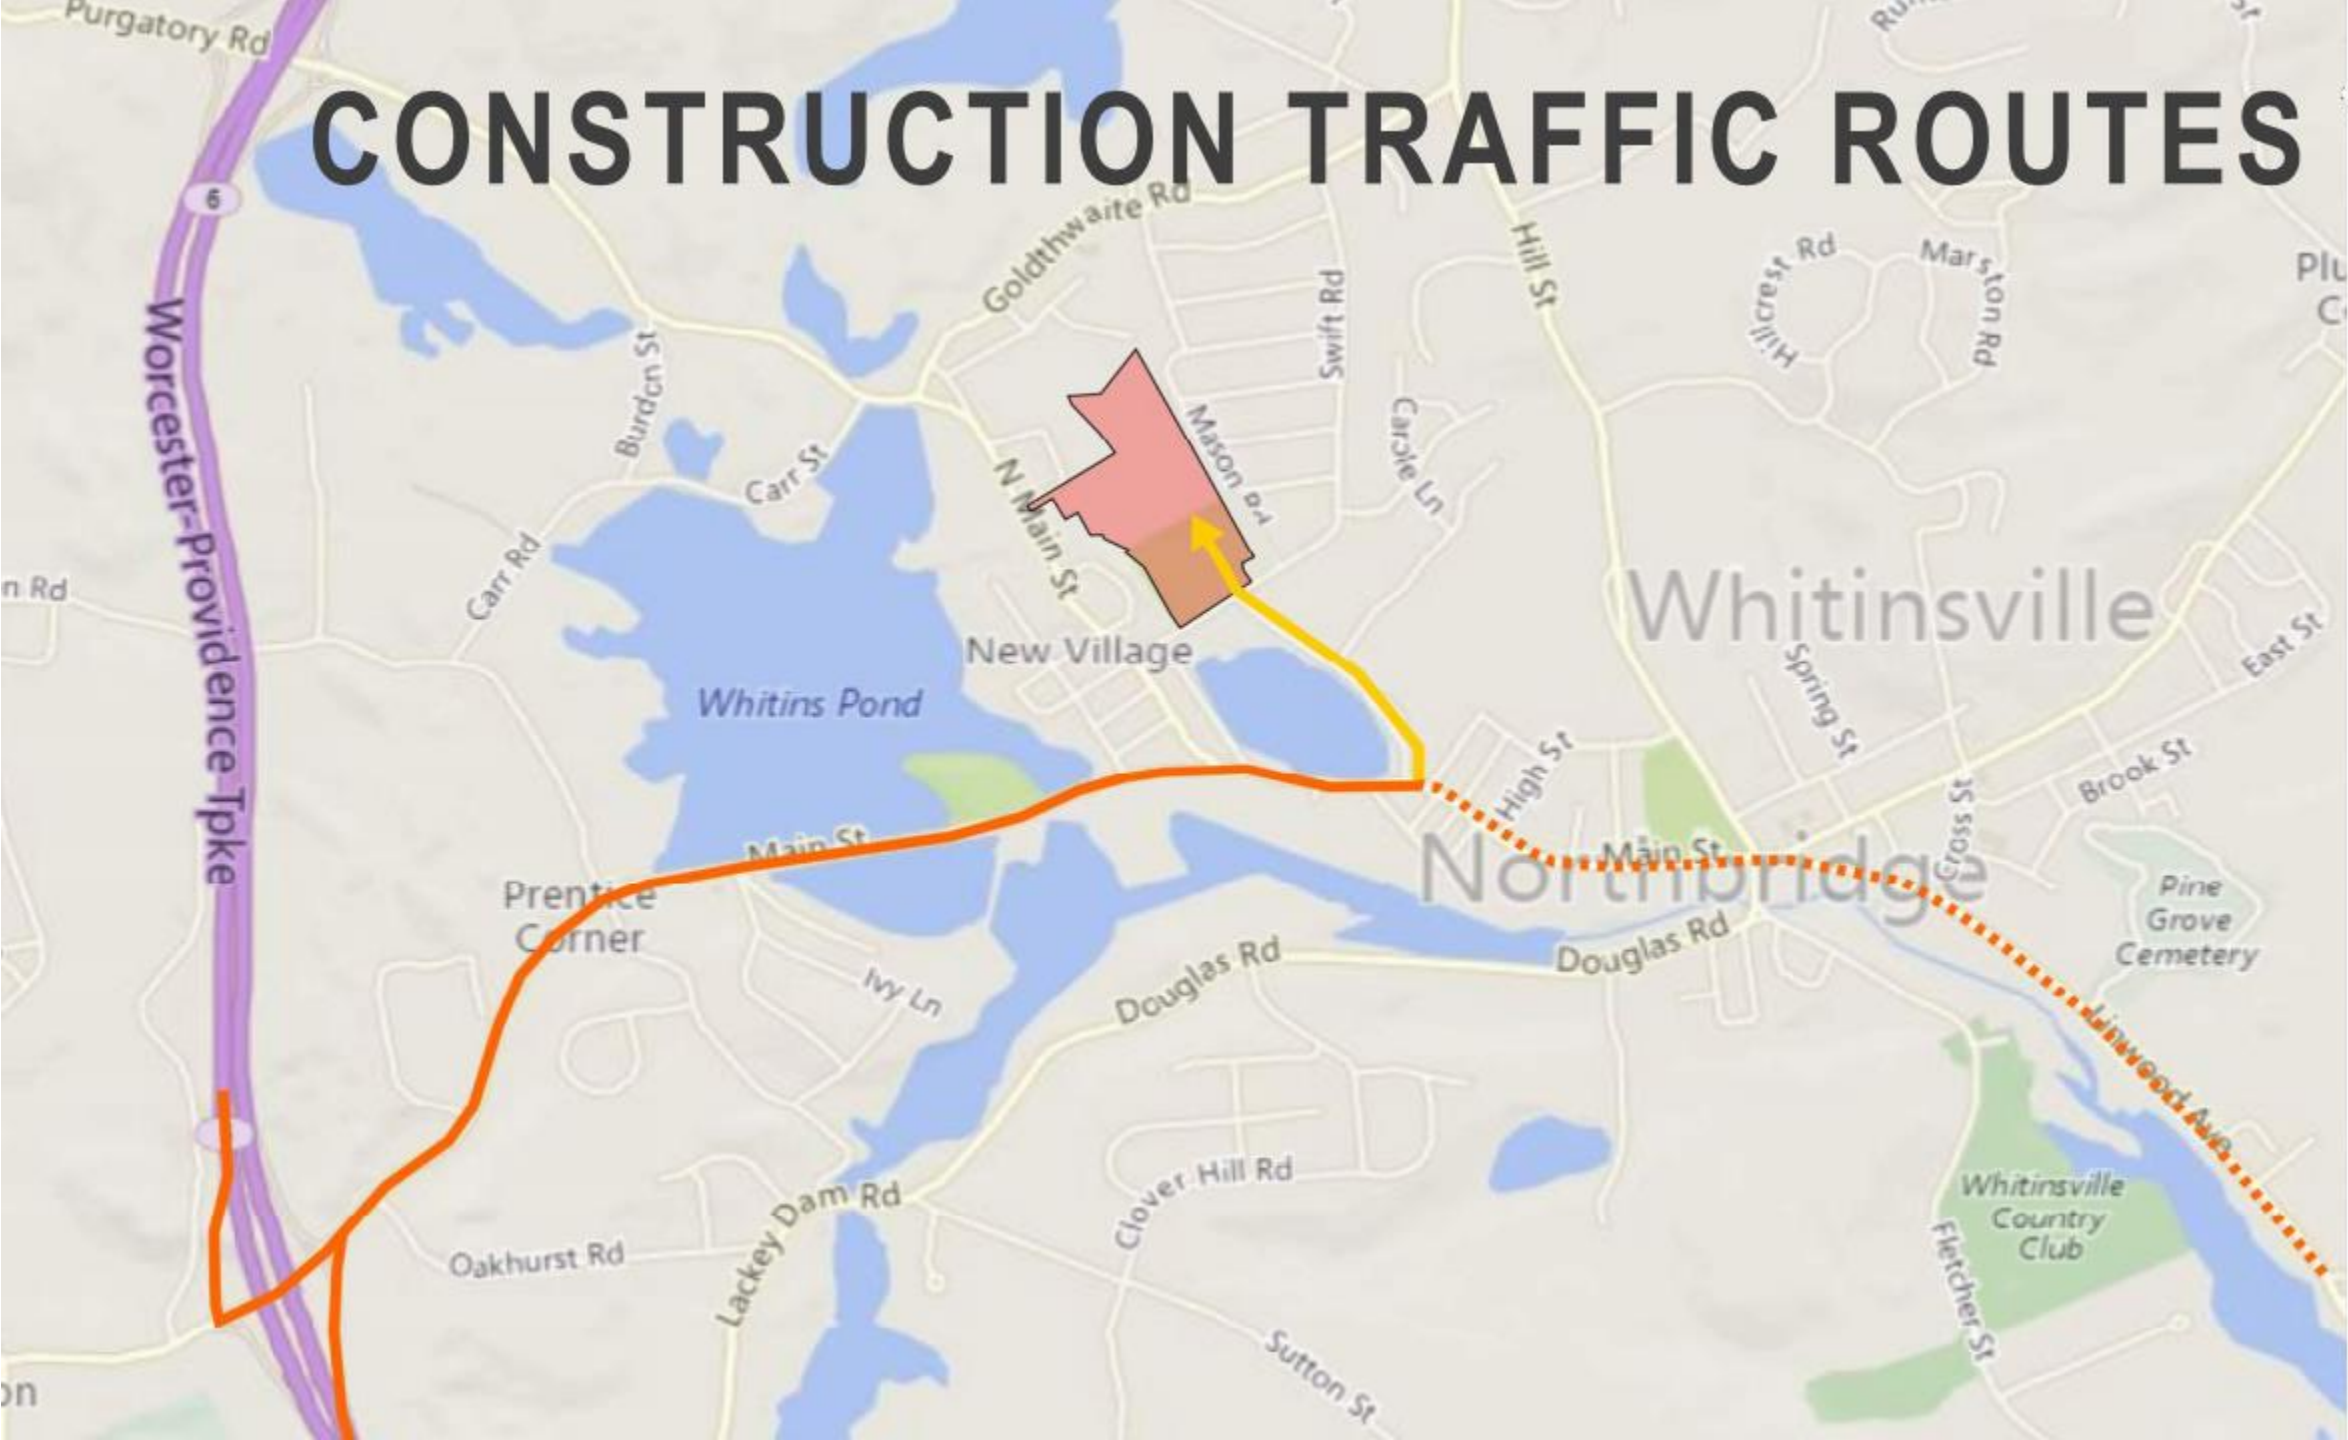 Purgatory Rd
CONSTRUCTION TRAFFIC ROUTES
6
Goldthwaite Rd
Hill St
Hillcrest Rd
Marston Rd
Worcester-Providence Tpke
Burdon St
Swift Rd
Mason Rd
Carole Ln
Carr St
N Main St
Carr Rd
n Rd
Whitinsville
New Village
Whitins Pond
Spring St
East St
High St
Brook St
Main St
Main St
Cross St
Northbridge
Prentice
Corner
Pine
Grove
Cemetery
Douglas Rd
Douglas Rd
Ivy Ln
Linwood Ave
Clover Hill Rd
Lackey Dam Rd
Oakhurst Rd
Whitinsville
Country
Club
Fletcher St
Sutton St
on